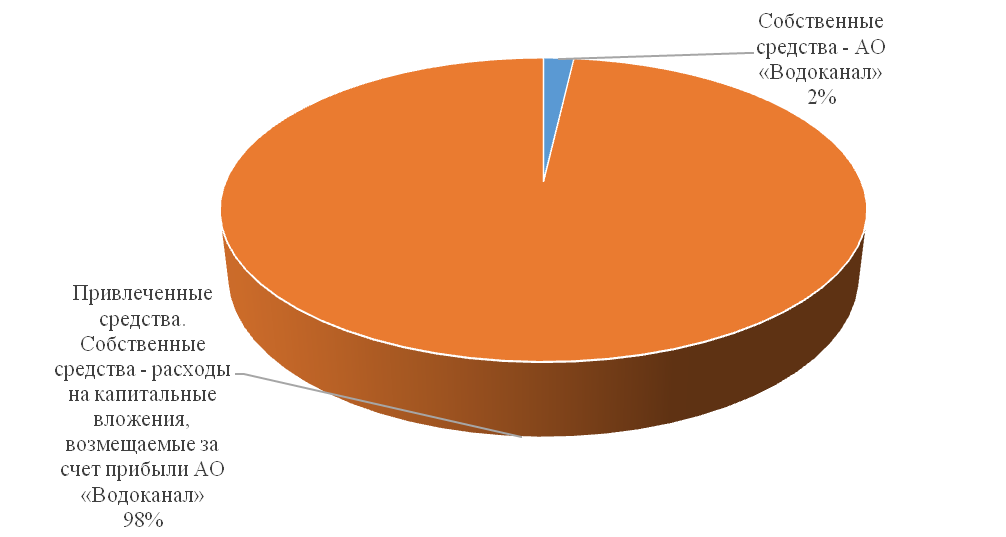 Собственные
средства - АО
«Водоканал»
2%
Привлеченные
средства.
Собственные
средства - расходы
на капитальные
вложения,
возмещаемые за
счет прибыли АО
«Водоканал»
98%